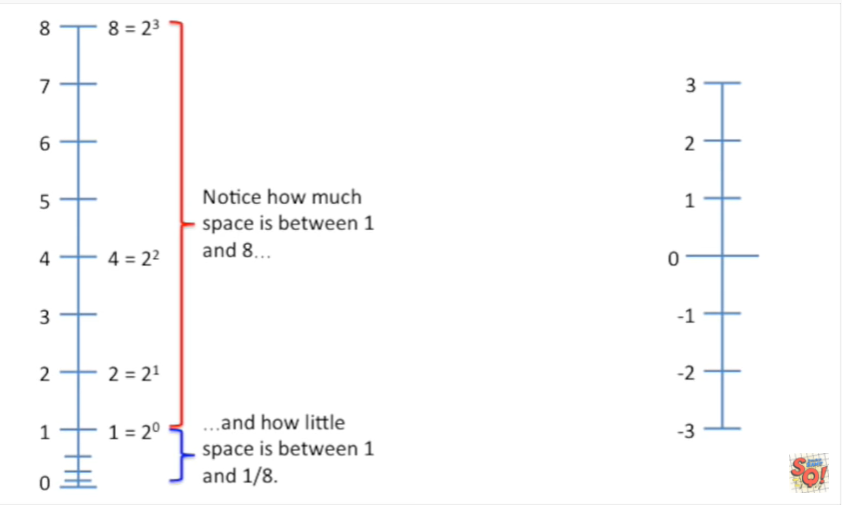 8
8 = 2³
7
6
5
4
4 = 2²
3
2
2 = 2¹
1
1 = 2⁰
0
Notice how much
space is between 1
and 8…
…and how little
space is between 1
and 1/8.
3
2
1
0
-1
-2
-3
SQ!